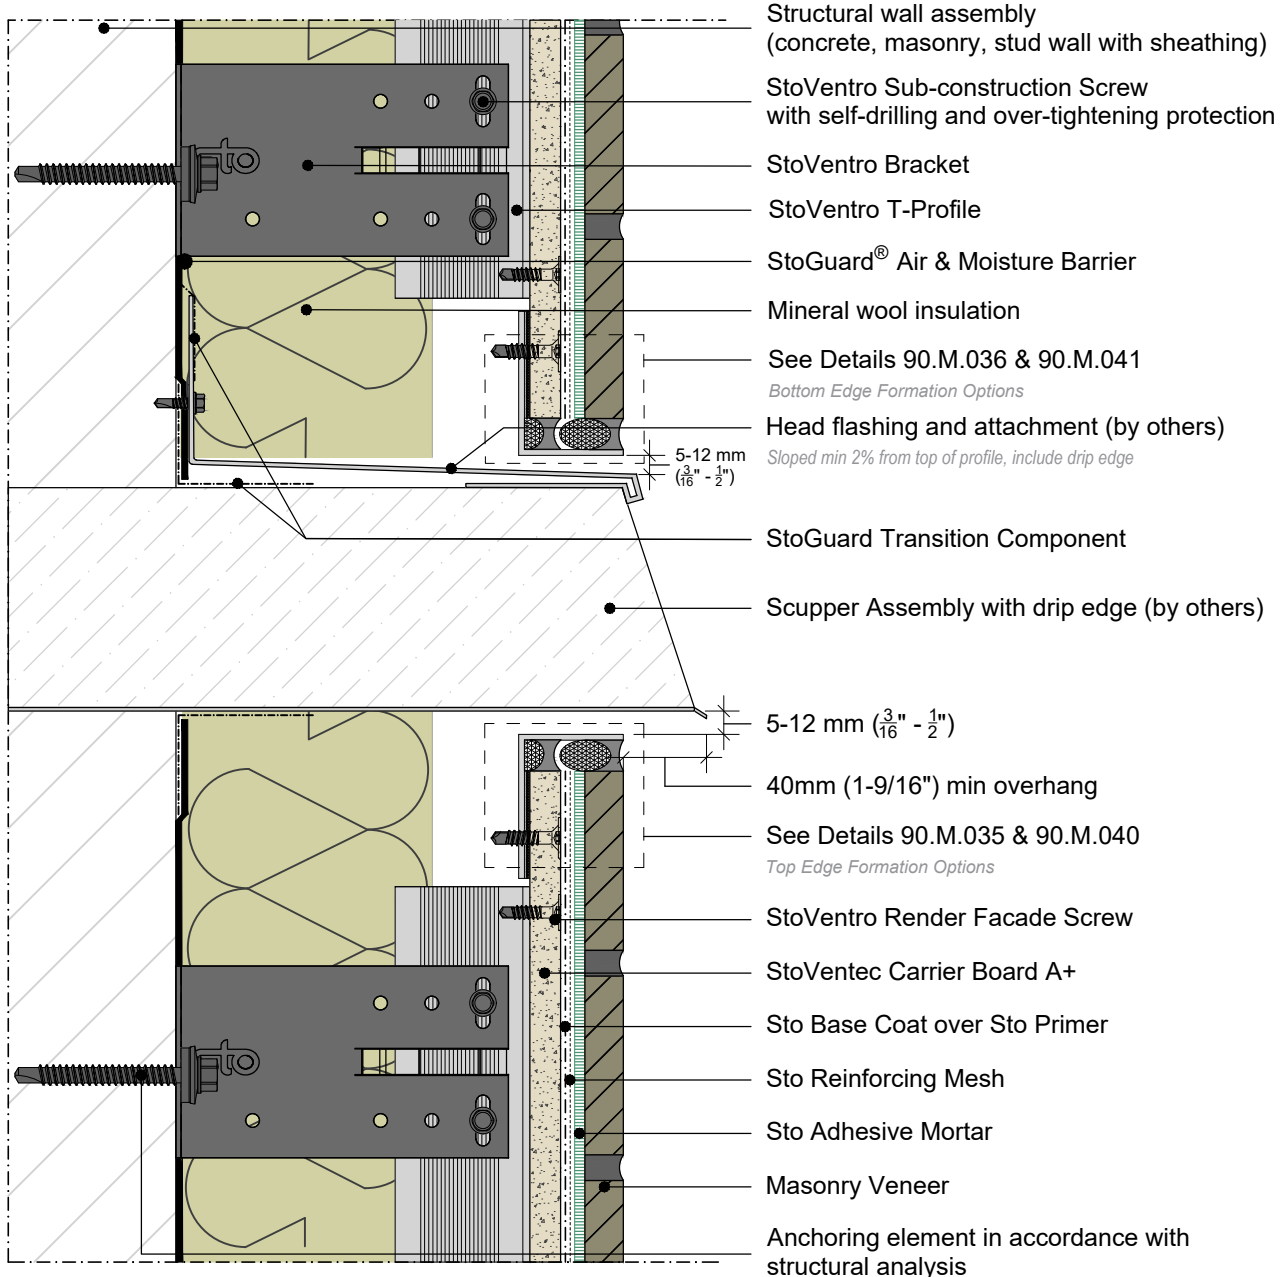 Structural wall assembly
(concrete, masonry, stud wall with sheathing)
StoVentro Sub-construction Screw
with self-drilling and over-tightening protection
StoVentro Bracket
StoVentro T-Profile
StoGuard® Air & Moisture Barrier
Mineral wool insulation
See Details 90.M.036 & 90.M.041
Bottom Edge Formation Options
Head flashing and attachment (by others)
Sloped min 2% from top of profile, include drip edge
5-12 mm
(3/16" - 1/2")
StoGuard Transition Component
Scupper Assembly with drip edge (by others)
5-12 mm (3/16" - 1/2")
40mm (1-9/16") min overhang
See Details 90.M.035 & 90.M.040
Top Edge Formation Options
StoVentro Render Facade Screw
StoVentec Carrier Board A+
Sto Base Coat over Sto Primer
Sto Reinforcing Mesh
Sto Adhesive Mortar
Masonry Veneer
Anchoring element in accordance with
structural analysis